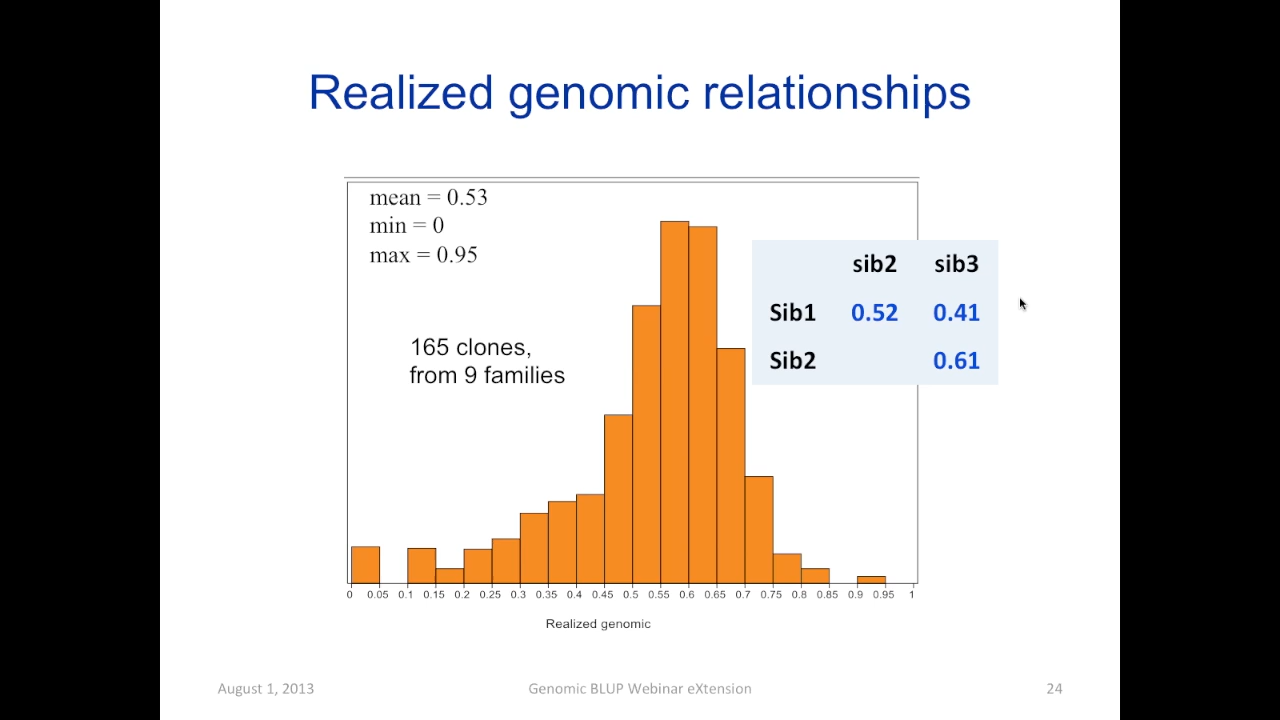 Realized genomic relationships
mean = 0.53
min = 0
max = 0.95
165 clones,
from 9 families
sib2 sib3
Sib1 0.52 0.41
Sib2 0.61
0 0.05 0.1 0.15 0.2 0.25 0.3 0.35 0.4 0.45 0.5 0.55 0.6 0.65 0.7 0.75 0.8 0.85 0.9 0.95 1
Realized genomic
August 1, 2013 Genomic BLUP Webinar eXtension 24